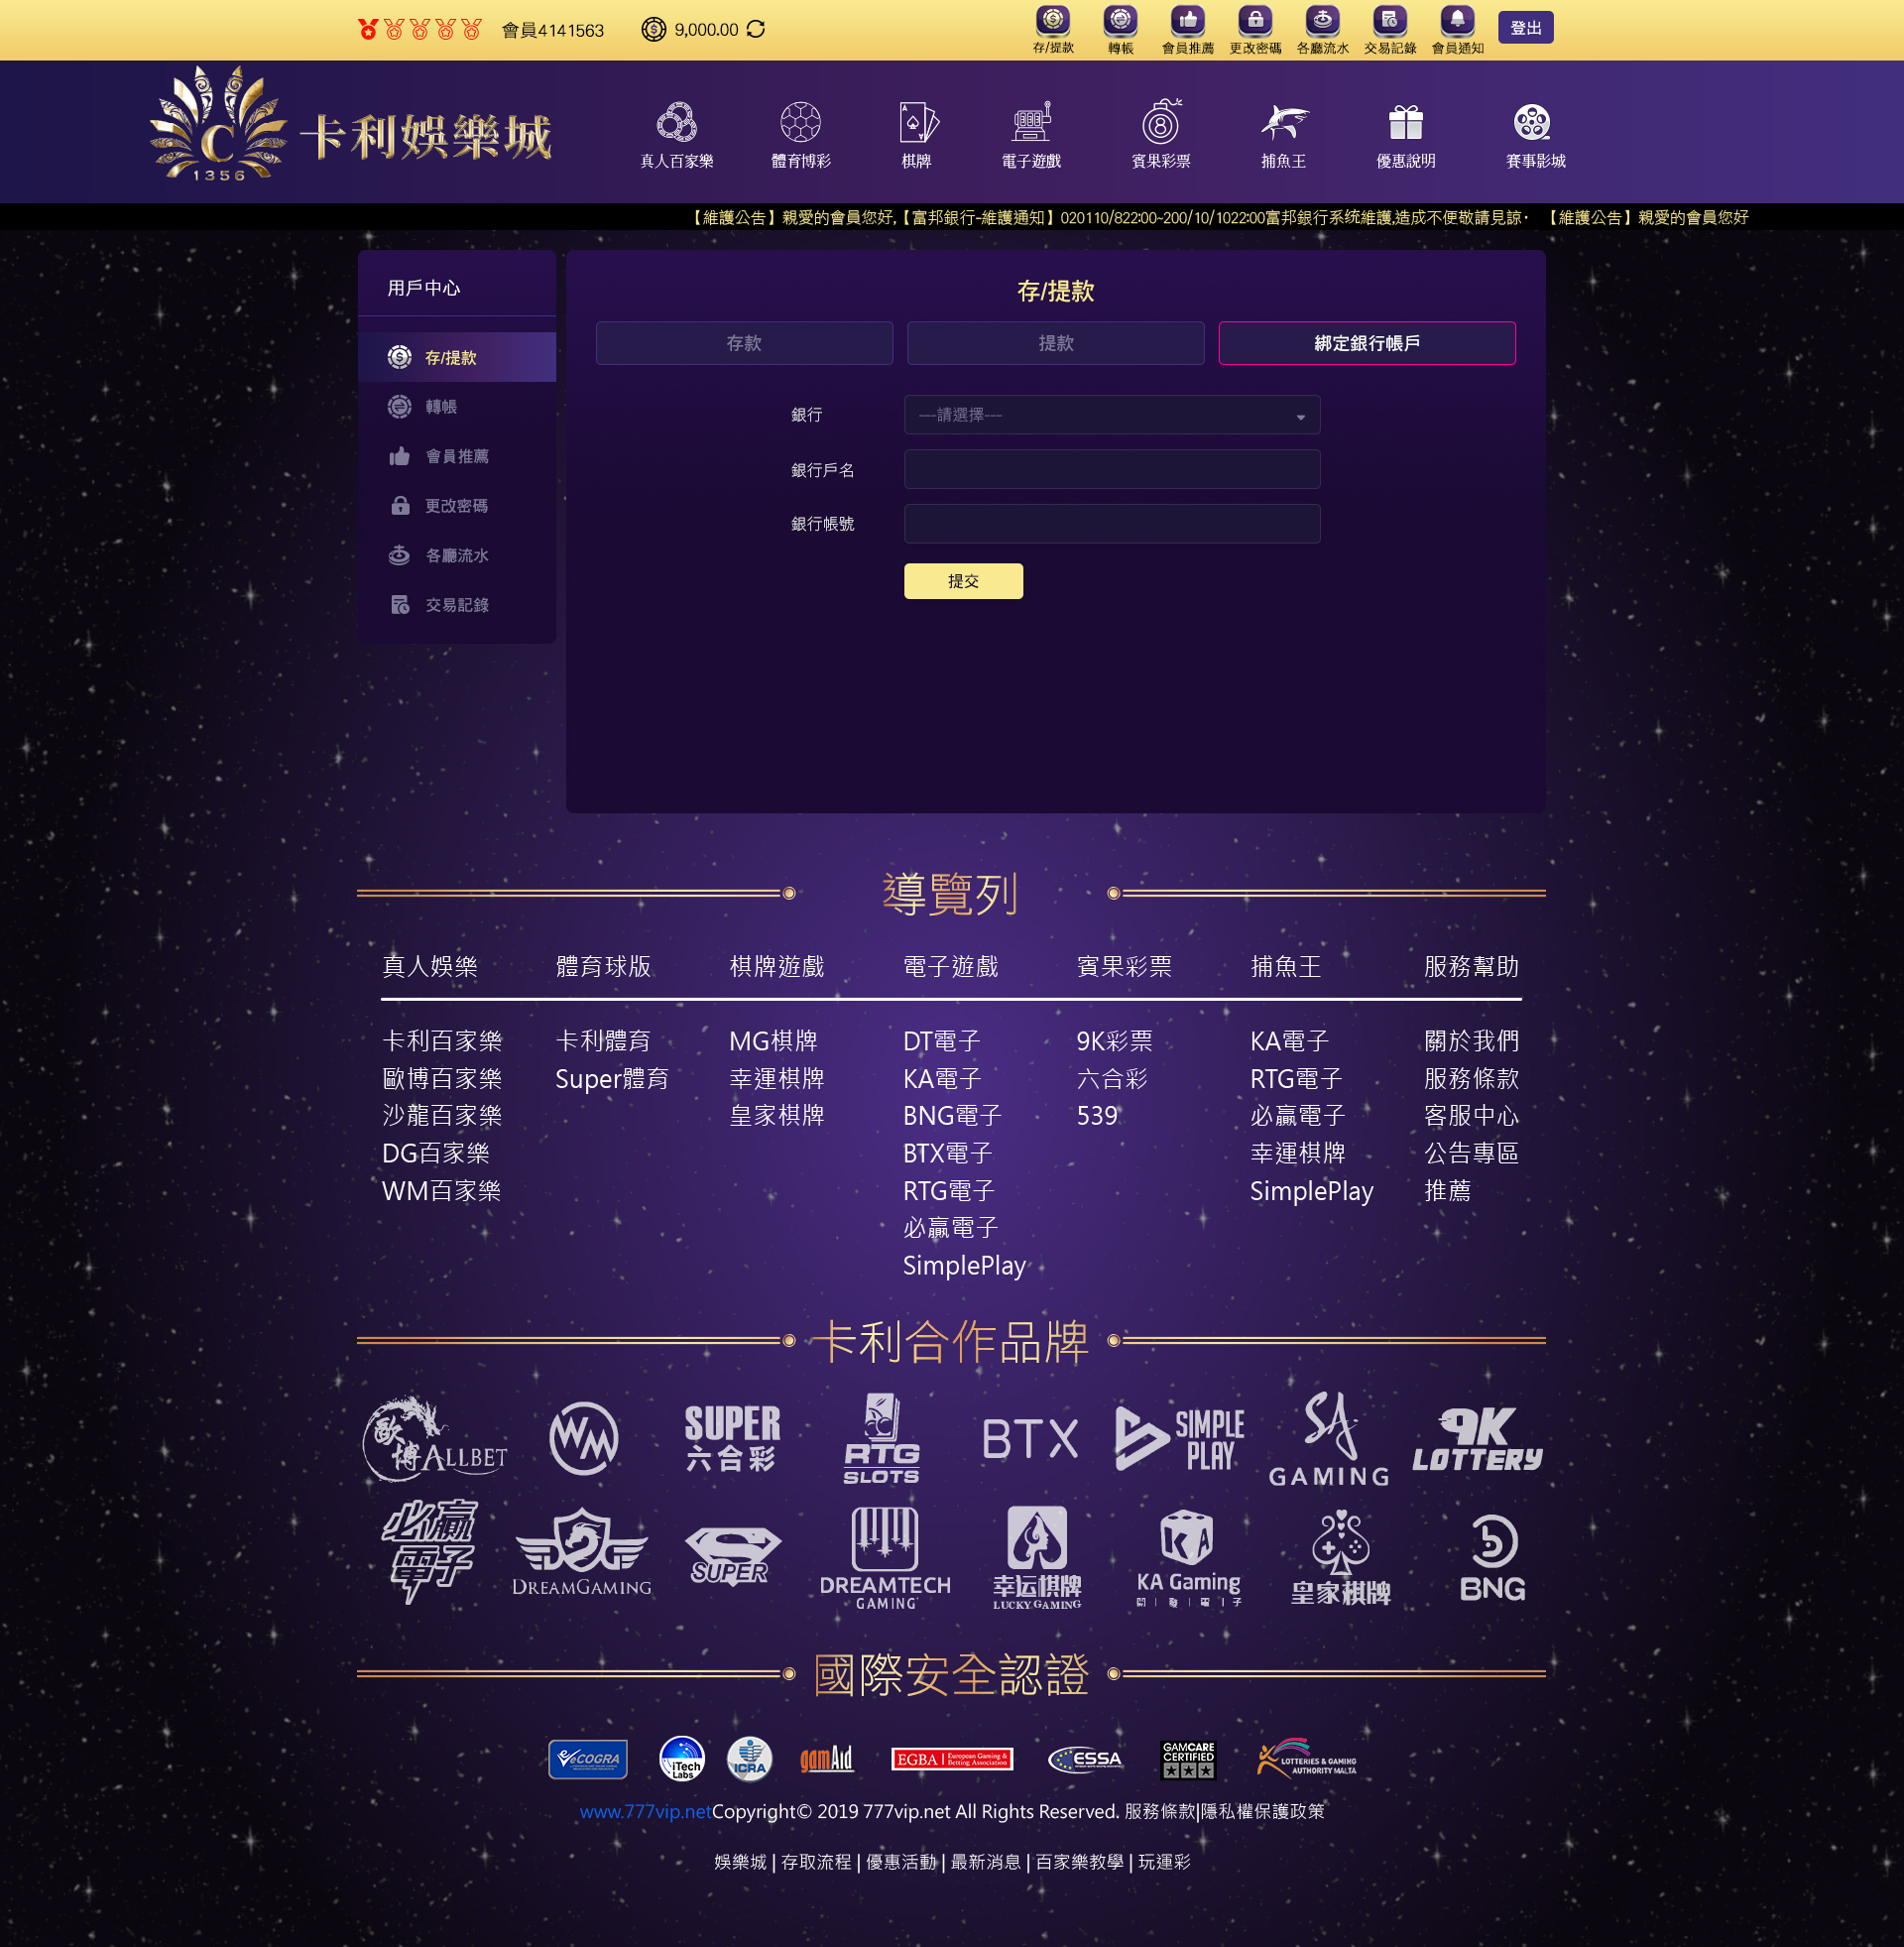 會員4141563 9,000.00 存/提款 轉帳 會員推薦 更改密碼 各廳流水 交易記錄 會員通知 登出
C 1356 卡利娛樂城
真人百家樂 體育博彩 棋牌 電子遊戲 賓果彩票 捕魚王 優惠說明 賽事影城
【維護公告】親愛的會員您好,【富邦銀行-維護通知】020110/822:00~200/10/1022:00富邦銀行系統維護,造成不便敬請見諒· 【維護公告】親愛的會員您好
用戶中心
存/提款
轉帳
會員推薦
更改密碼
各廳流水
交易記錄
存/提款
存款 提款 綁定銀行帳戶
銀行 ---請選擇---
銀行戶名
銀行帳號
提交
導覽列
真人娛樂 體育球版 棋牌遊戲 電子遊戲 賓果彩票 捕魚王 服務幫助
卡利百家樂 卡利體育 MG棋牌 DT電子 9K彩票 KA電子 關於我們
歐博百家樂 Super體育 幸運棋牌 KA電子 六合彩 RTG電子 服務條款
沙龍百家樂 皇家棋牌 BNG電子 539 必贏電子 客服中心
DG百家樂 BTX電子 幸運棋牌 公告專區
WM百家樂 RTG電子 SimplePlay 推薦
必贏電子
SimplePlay
卡利合作品牌
歐博 ALLBET WM SUPER 六合彩 RTG SLOTS BTX SIMPLE PLAY SA GAMING 9K LOTTERY
必贏電子 DG DREAMGAMING SUPER DREAMTECH GAMING 幸运棋牌 LUCKY GAMING KA KA Gaming 皇家棋牌 BNG
國際安全認證
eCOGRA iTech Labs ICRA gamAid EGBA European Gaming & Betting Association ESSA GAMCARE CERTIFIED LOTTERIES & GAMING AUTHORITY MALTA
www.777vip.netCopyright© 2019 777vip.net All Rights Reserved. 服務條款|隱私權保護政策
娛樂城 | 存取流程 | 優惠活動 | 最新消息 | 百家樂教學 | 玩運彩